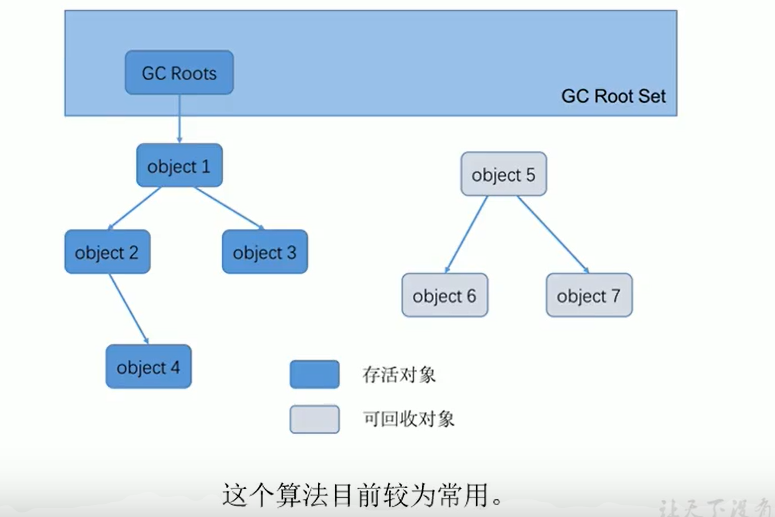 GC Roots
GC Root Set
object 1
object 5
object 2
object 3
object 6
object 7
object 4
存活对象
可回收对象
这个算法目前较为常用。
让天下没有